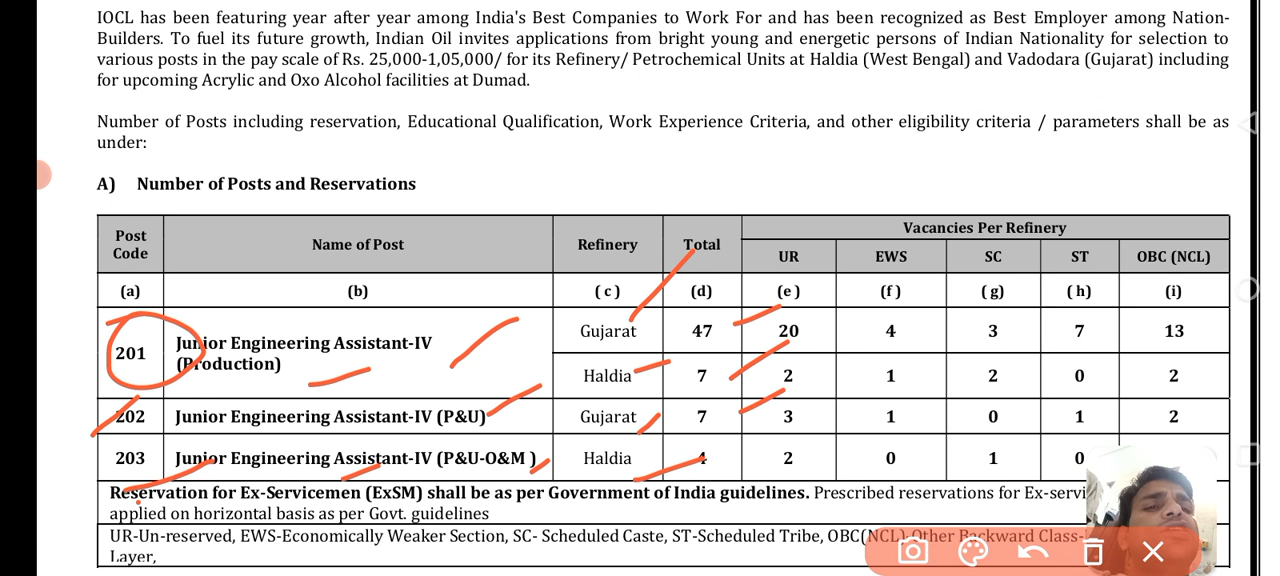 IOCL has been featuring year after year among India's Best Companies to Work For and has been recognized as Best Employer among Nation-
Builders. To fuel its future growth, Indian Oil invites applications from bright young and energetic persons of Indian Nationality for selection to
various posts in the pay scale of Rs. 25,000-1,05,000/ for its Refinery/ Petrochemical Units at Haldia (West Bengal) and Vadodara (Gujarat) including
for upcoming Acrylic and Oxo Alcohol facilities at Dumad.
Number of Posts including reservation, Educational Qualification, Work Experience Criteria, and other eligibility criteria / parameters shall be as
under:
A) Number of Posts and Reservations
Post Code Name of Post Refinery Total Vacancies Per Refinery
UR EWS SC ST OBC (NCL)
(a) (b) ( c ) (d) (e ) (f ) ( g) ( h) (i)
201 Junior Engineering Assistant-IV (Production) Gujarat 47 20 4 3 7 13
Haldia 7 2 1 2 0 2
202 Junior Engineering Assistant-IV (P&U) Gujarat 7 3 1 0 1 2
203 Junior Engineering Assistant-IV (P&U-O&M ) Haldia 4 2 0 1 0
Reservation for Ex-Servicemen (ExSM) shall be as per Government of India guidelines. Prescribed reservations for
applied on horizontal basis as per Govt. guidelines
UR-Un-reserved, EWS-Economically Weaker Section, SC- Scheduled Caste, ST-Scheduled Tribe, OBC(NCL)-Other Backward Class-
Layer,